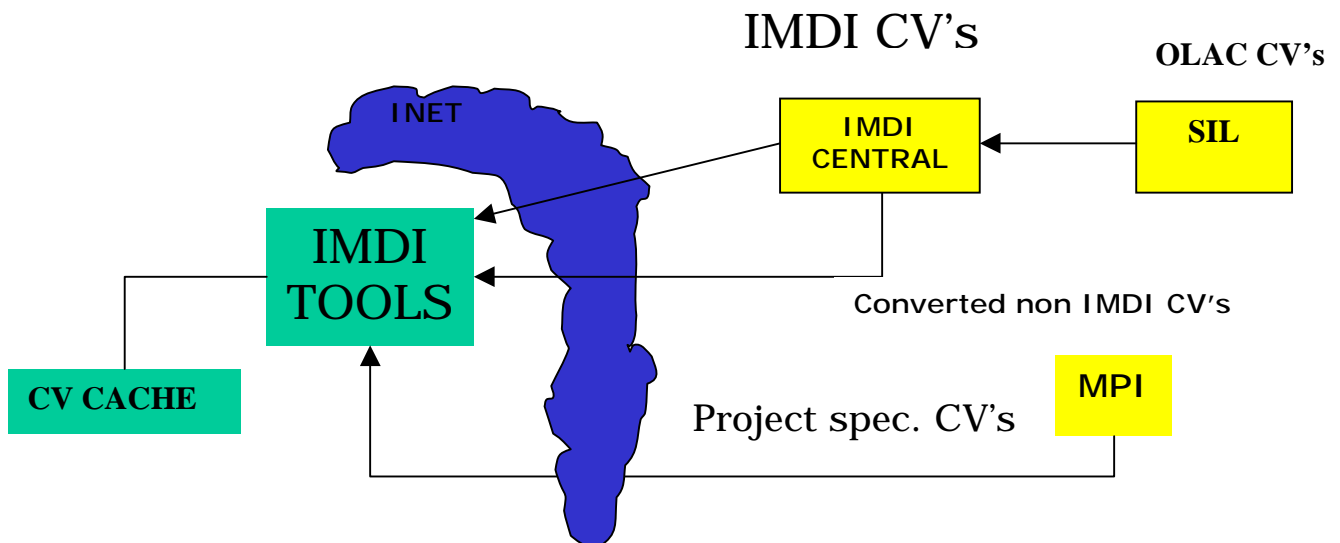 IMDI CV's
OLAC CV's
INET
IMDI
CENTRAL
SIL
IMDI
TOOLS
Converted non IMDI CV's
CV CACHE
MPI
Project spec. CV's